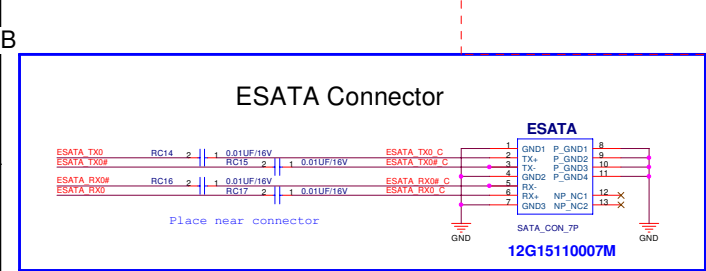 B
ESATA Connector
ESATA
ESATA_TX0 RC14 2 1 0.01UF/16V ESATA_TX0_C 1 GND1 P_GND1 8
ESATA_TX0# RC15 2 1 0.01UF/16V ESATA_TX0#_C 2 TX+ P_GND2 9
3 TX- P_GND3 10
4 GND2 P_GND4 11
ESATA_RX0# RC16 2 1 0.01UF/16V ESATA_RX0#_C 5 RX-
ESATA_RX0 RC17 2 1 0.01UF/16V ESATA_RX0_C 6 RX+ NP_NC1 12
7 GND3 NP_NC2 13
Place near connector
SATA_CON_7P
GND GND
12G15110007M